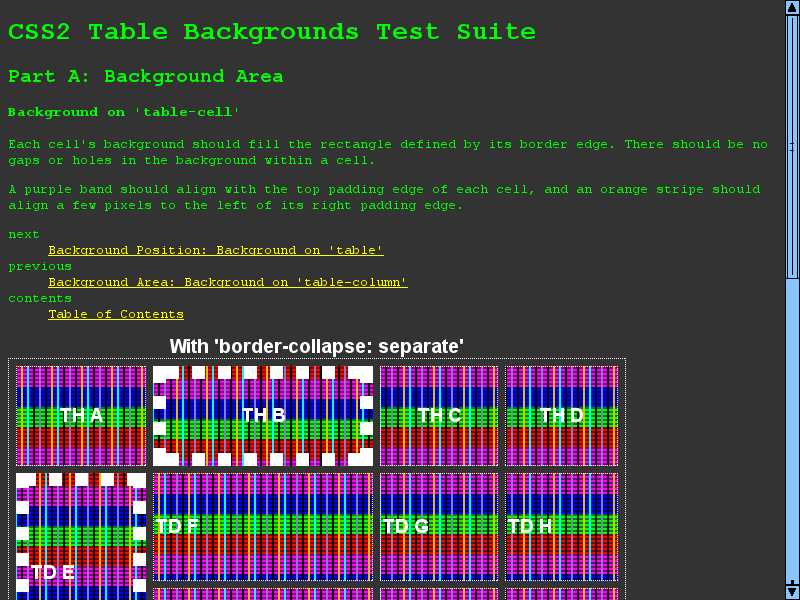 CSS2 Table Backgrounds Test Suite
Part A: Background Area
Background on 'table-cell'
Each cell's background should fill the rectangle defined by its border edge. There should be no
gaps or holes in the background within a cell.
A purple band should align with the top padding edge of each cell, and an orange stripe should
align a few pixels to the left of its right padding edge.
next
Background Position: Background on 'table'
previous
Background Area: Background on 'table-column'
contents
Table of Contents
With 'border-collapse: separate'
TH A TH B TH C TH D
TD F TD G TD H
TD E